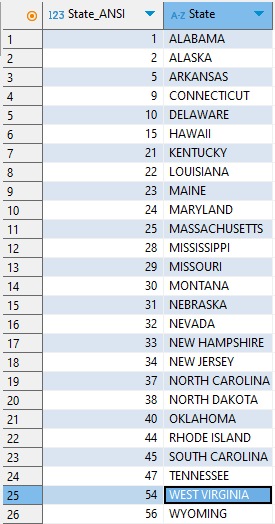 123 State_ANSI A-Z State
1 1 ALABAMA
2 2 ALASKA
3 5 ARKANSAS
4 9 CONNECTICUT
5 10 DELAWARE
6 15 HAWAII
7 21 KENTUCKY
8 22 LOUISIANA
9 23 MAINE
10 24 MARYLAND
11 25 MASSACHUSETTS
12 28 MISSISSIPPI
13 29 MISSOURI
14 30 MONTANA
15 31 NEBRASKA
16 32 NEVADA
17 33 NEW HAMPSHIRE
18 34 NEW JERSEY
19 37 NORTH CAROLINA
20 38 NORTH DAKOTA
21 40 OKLAHOMA
22 44 RHODE ISLAND
23 45 SOUTH CAROLINA
24 47 TENNESSEE
25 54 WEST VIRGINIA
26 56 WYOMING